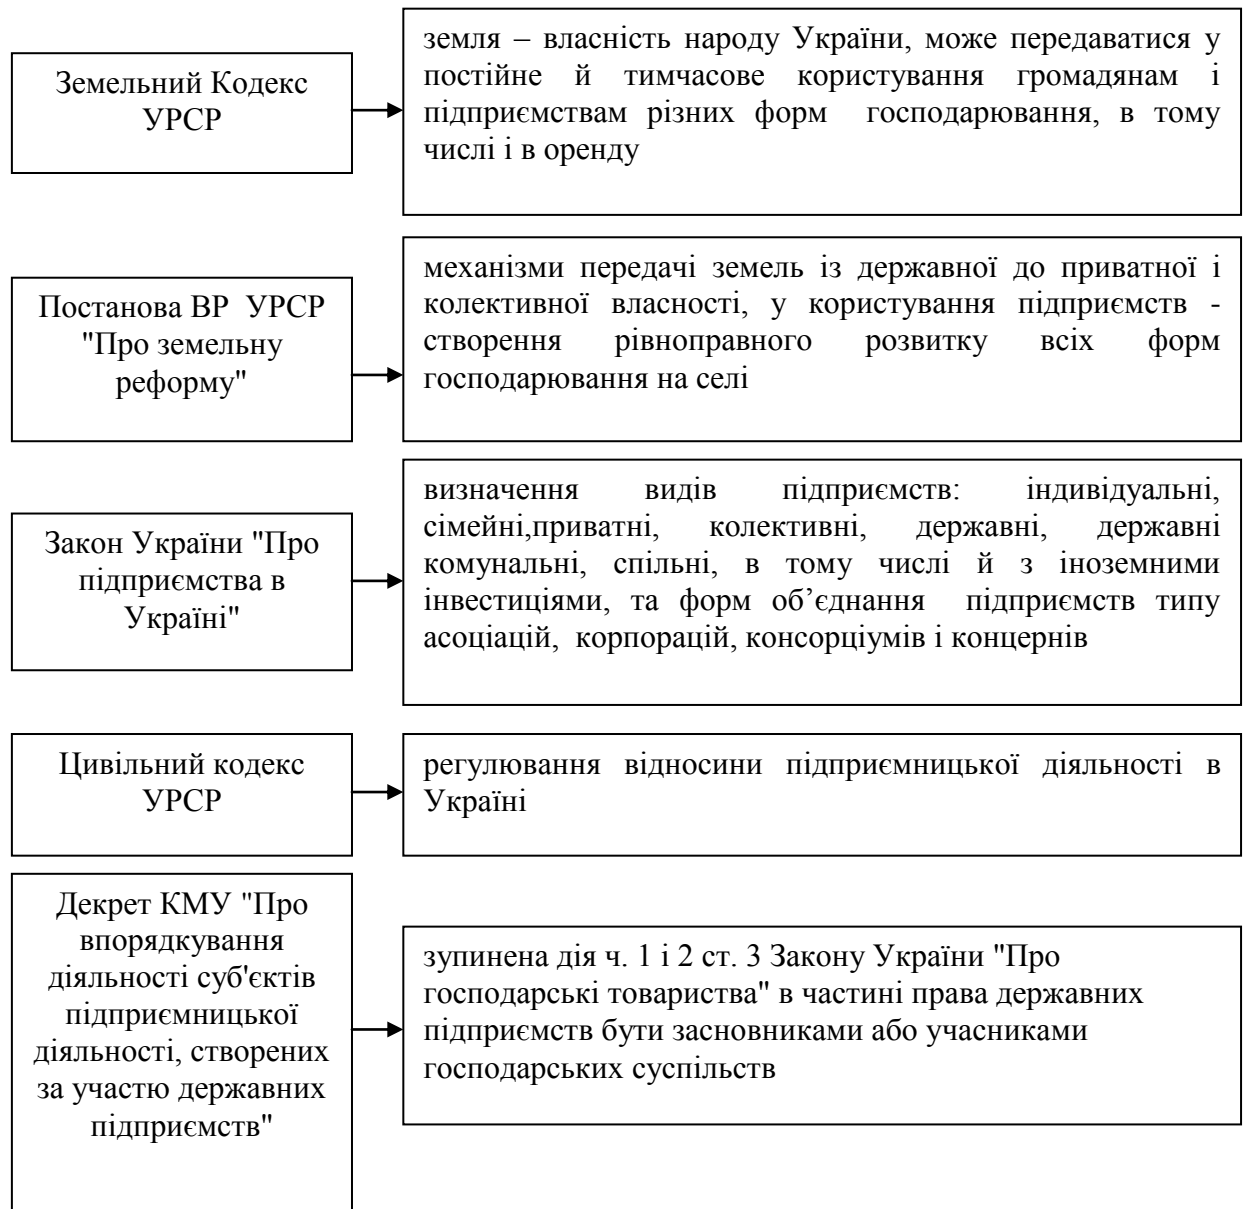 Земельний Кодекс
УРСР
земля – власність народу України, може передаватися у
постійне й тимчасове користування громадянам і
підприємствам різних форм господарювання, в тому
числі і в оренду
Постанова ВР УРСР
"Про земельну
реформу"
механізми передачі земель із державної до приватної і
колективної власності, у користування підприємств -
створення рівноправного розвитку всіх форм
господарювання на селі
Закон України "Про
підприємства в
Україні"
визначення видів підприємств: індивідуальні,
сімейні,приватні, колективні, державні, державні
комунальні, спільні, в тому числі й з іноземними
інвестиціями, та форм об’єднання підприємств типу
асоціацій, корпорацій, консорціумів і концернів
Цивільний кодекс
УРСР
регулювання відносини підприємницької діяльності в
Україні
Декрет КМУ "Про
впорядкування
діяльності суб'єктів
підприємницької
діяльності, створених
за участю державних
підприємств"
зупинена дія ч. 1 і 2 ст. 3 Закону України "Про
господарські товариства" в частині права державних
підприємств бути засновниками або учасниками
господарських суспільств